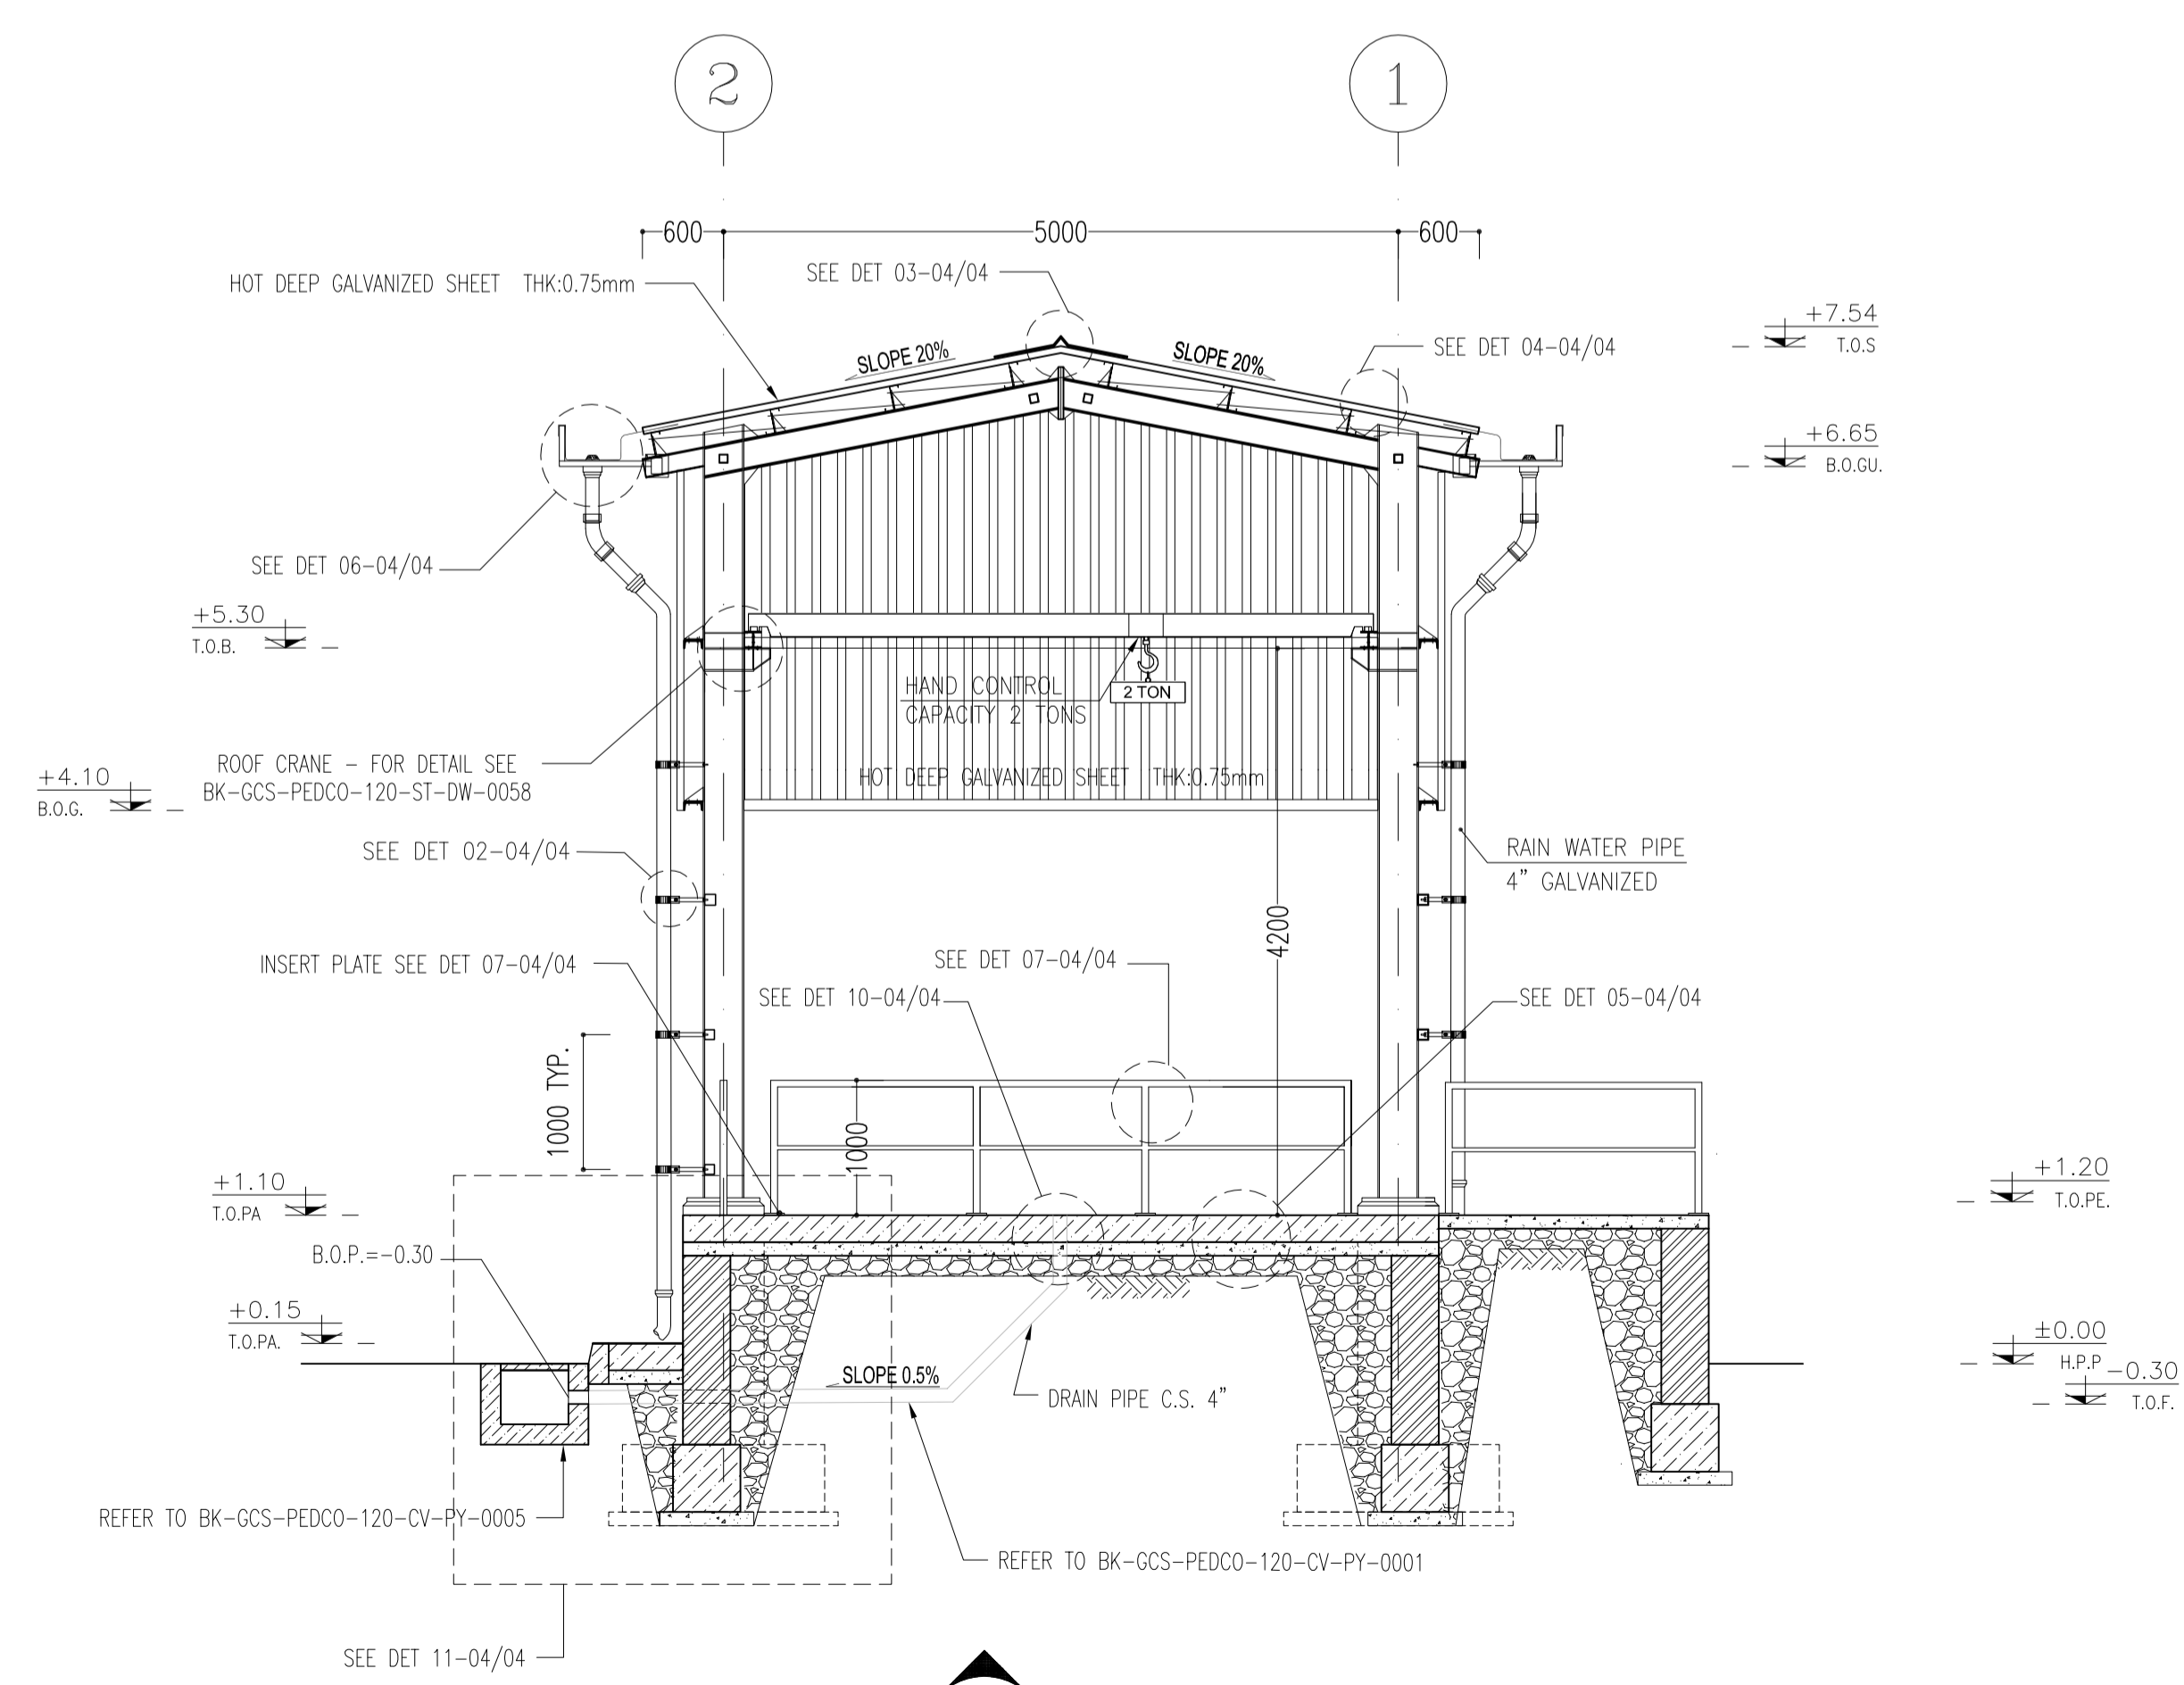 2
1
600
5000
600
HOT DEEP GALVANIZED SHEET THK:0.75mm
SEE DET 03-04/04
+7.54
T.O.S
SLOPE 20%
SLOPE 20%
SEE DET 04-04/04
+6.65
B.O.GU.
SEE DET 06-04/04
+5.30
T.O.B.
HAND CONTROL
CAPACITY 2 TONS
2 TON
ROOF CRANE - FOR DETAIL SEE
BK-GCS-PEDCO-120-ST-DW-0058
HOT DEEP GALVANIZED SHEET THK:0.75mm
+4.10
B.O.G.
SEE DET 02-04/04
RAIN WATER PIPE
4" GALVANIZED
4200
INSERT PLATE SEE DET 07-04/04
SEE DET 07-04/04
SEE DET 10-04/04
SEE DET 05-04/04
1000 TYP.
1000
+1.10
T.O.PA
+1.20
T.O.PE.
B.O.P.=-0.30
+0.15
T.O.PA.
±0.00
H.P.P
-0.30
T.O.F.
SLOPE 0.5%
DRAIN PIPE C.S. 4"
REFER TO BK-GCS-PEDCO-120-CV-PY-0005
REFER TO BK-GCS-PEDCO-120-CV-PY-0001
SEE DET 11-04/04